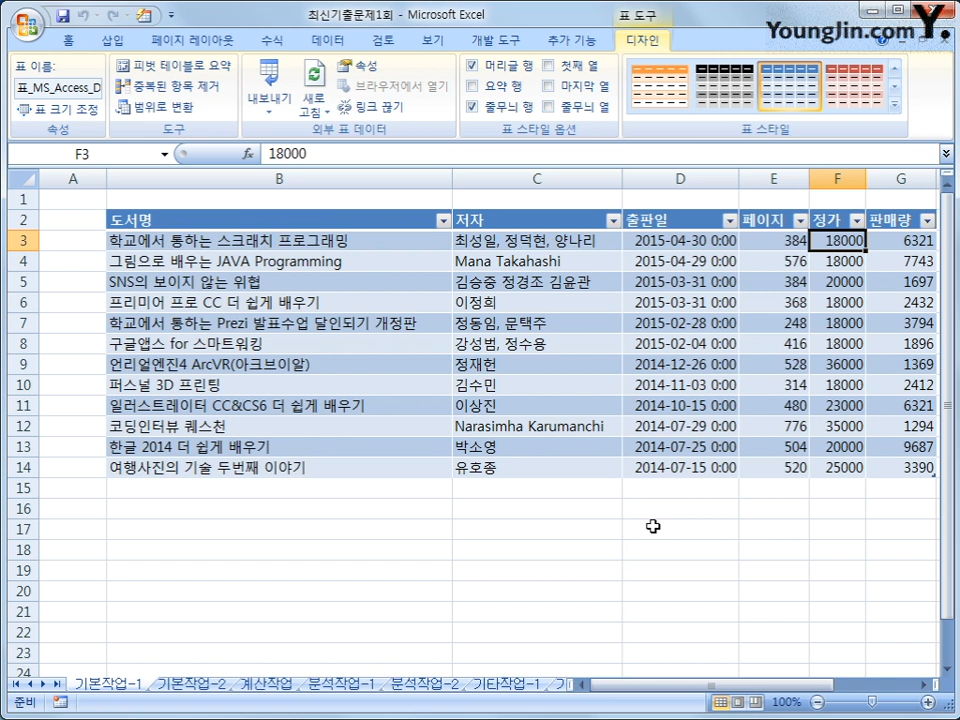 최신기출문제1회 - Microsoft Excel 표 도구
Younglin.com Y.
홈 삽입 페이지 레이아웃 수식 데이터 검토 보기 개발 도구 추가 기능 디자인
표 이름: 피벗 테이블로 요약 속성 머리글 행 첫째 열
표_MS_Access_D 중복된 항목 제거 내보내기 새로 고침 브라우저에서 열기 요약 행 마지막 열
표 크기 조정 범위로 변환 링크 끊기 줄무늬 행 줄무늬 열
속성 도구 외부 표 데이터 표 스타일 옵션 표 스타일
F3 fx 18000
A B C D E F G
1
2 도서명 저자 출판일 페이지 정가 판매량
3 학교에서 통하는 스크래치 프로그래밍 최성일, 정덕현, 양나리 2015-04-30 0:00 384 18000 6321
4 그림으로 배우는 JAVA Programming Mana Takahashi 2015-04-29 0:00 576 18000 7743
5 SNS의 보이지 않는 위협 김승중 정경조 김윤관 2015-03-31 0:00 384 20000 1697
6 프리미어 프로 CC 더 쉽게 배우기 이정희 2015-03-31 0:00 368 18000 2432
7 학교에서 통하는 Prezi 발표수업 달인되기 개정판 정동임, 문택주 2015-02-28 0:00 248 18000 3794
8 구글앱스 for 스마트워킹 강성범, 정수용 2015-02-04 0:00 416 18000 1896
9 언리얼엔진4 ArcVR(아크브이알) 정재헌 2014-12-26 0:00 528 36000 1369
10 퍼스널 3D 프린팅 김수민 2014-11-03 0:00 314 18000 2412
11 일러스트레이터 CC&CS6 더 쉽게 배우기 이상진 2014-10-15 0:00 480 23000 6321
12 코딩인터뷰 퀘스천 Narasimha Karumanchi 2014-07-29 0:00 776 35000 1294
13 한글 2014 더 쉽게 배우기 박소영 2014-07-25 0:00 504 20000 9687
14 여행사진의 기술 두번째 이야기 유호종 2014-07-15 0:00 520 25000 3390
15
16
17
18
19
20
21
22
23
24
기본작업-1 기본작업-2 계산작업 분석작업-1 분석작업-2 기타작업-1 기
준비 100%